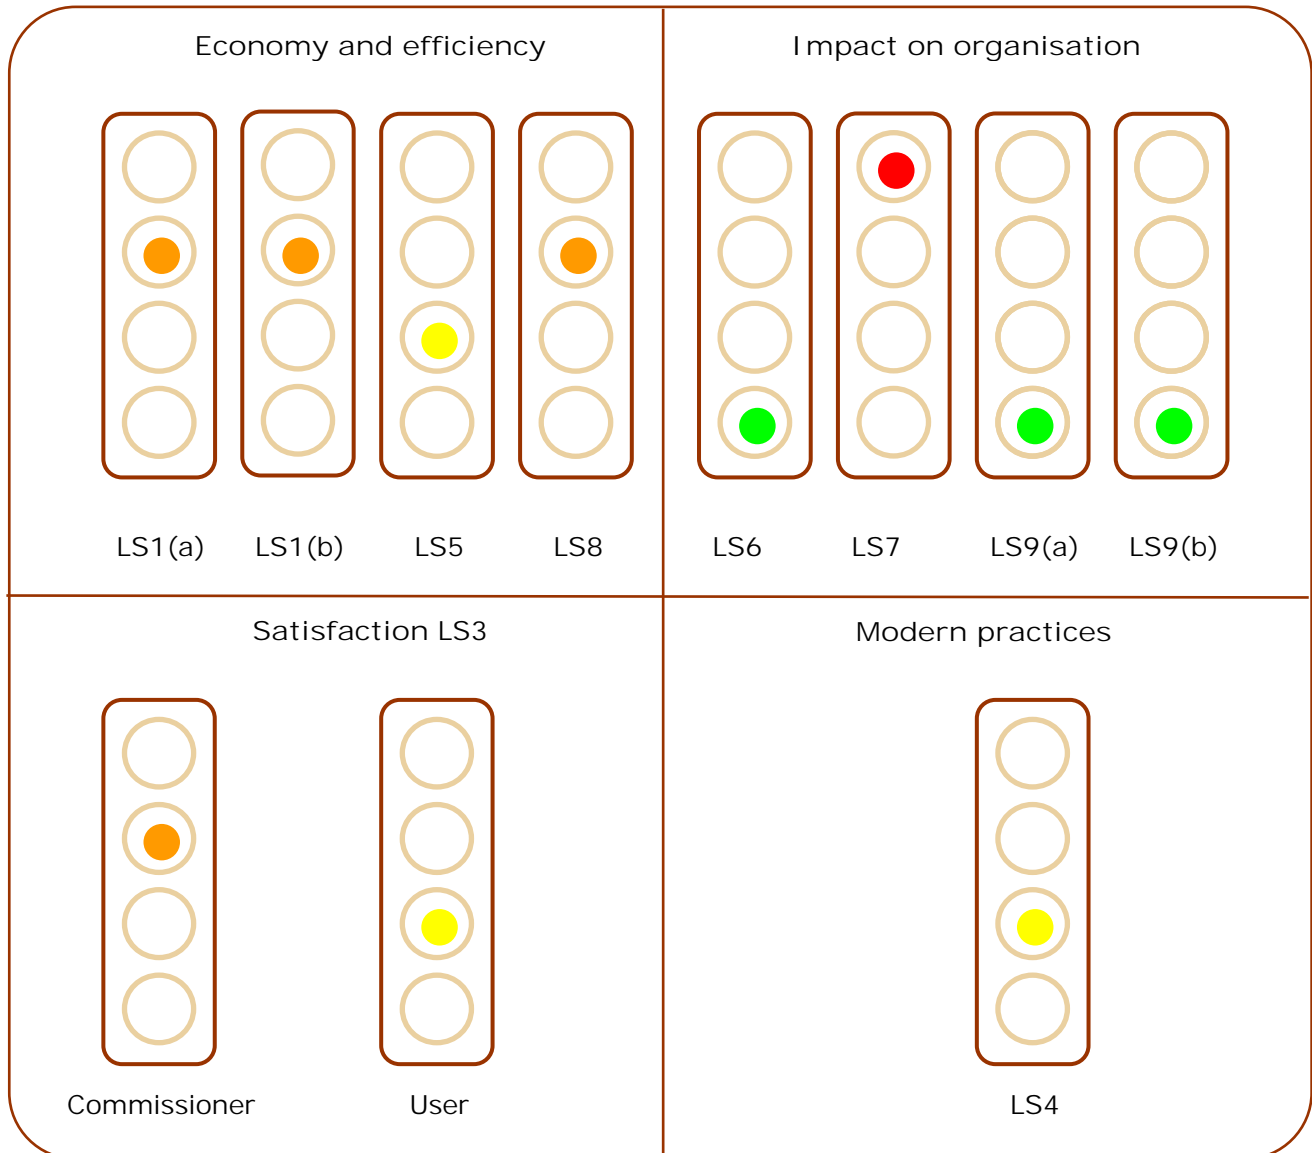 Economy and efficiency
Impact on organisation
LS1(a) LS1(b) LS5 LS8
LS6 LS7 LS9(a) LS9(b)
Satisfaction LS3
Modern practices
Commissioner User
LS4